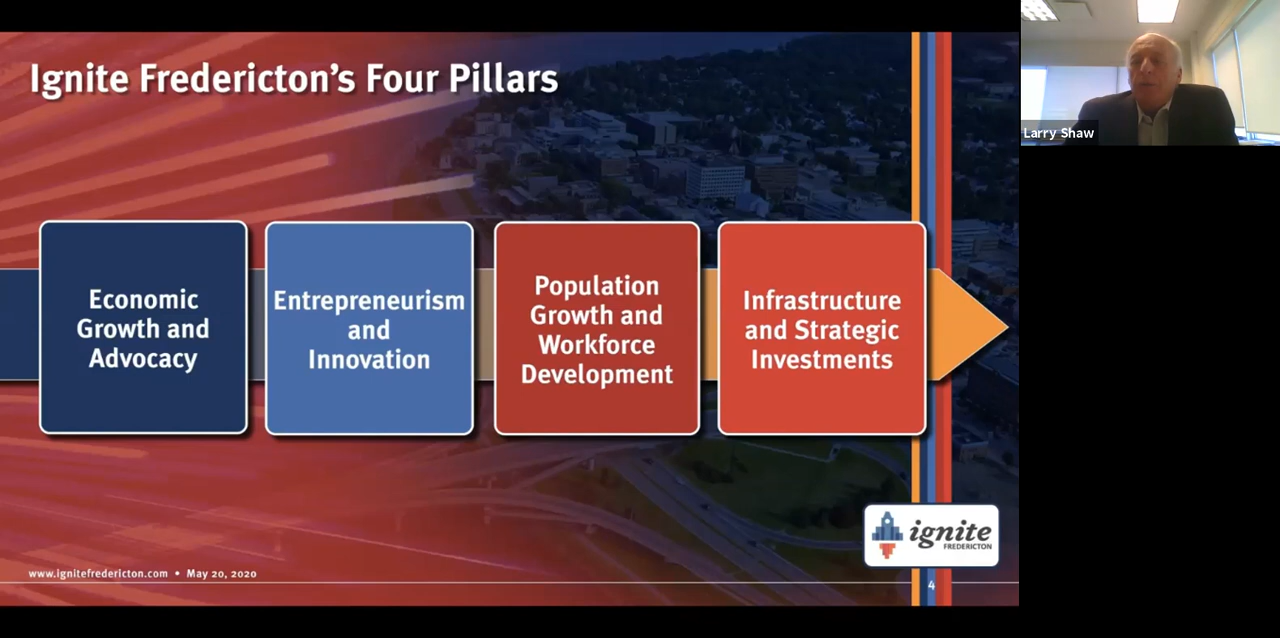 Ignite Fredericton's Four Pillars
Larry Shaw
Economic
Growth and
Advocacy
Entrepreneurism
and
Innovation
Population
Growth and
Workforce
Development
Infrastructure
and Strategic
Investments
ignite
FREDERICTON
www.ignitefredericton.com • May 20, 2020
4